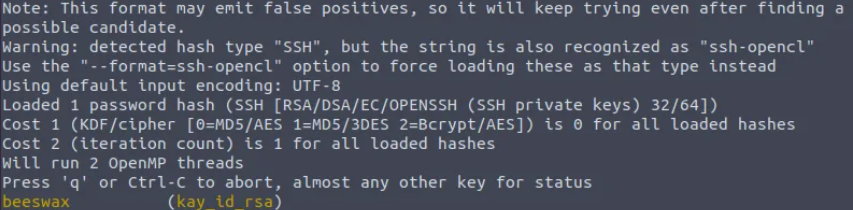 Note: This format may emit false positives, so it will keep trying even after finding a
possible candidate.
Warning: detected hash type "SSH", but the string is also recognized as "ssh-opencl"
Use the "--format=ssh-opencl" option to force loading these as that type instead
Using default input encoding: UTF-8
Loaded 1 password hash (SSH [RSA/DSA/EC/OPENSSH (SSH private keys) 32/64])
Cost 1 (KDF/cipher [0=MD5/AES 1=MD5/3DES 2=Bcrypt/AES]) is 0 for all loaded hashes
Cost 2 (iteration count) is 1 for all loaded hashes
Will run 2 OpenMP threads
Press 'q' or Ctrl-C to abort, almost any other key for status
beeswax          (kay_id_rsa)